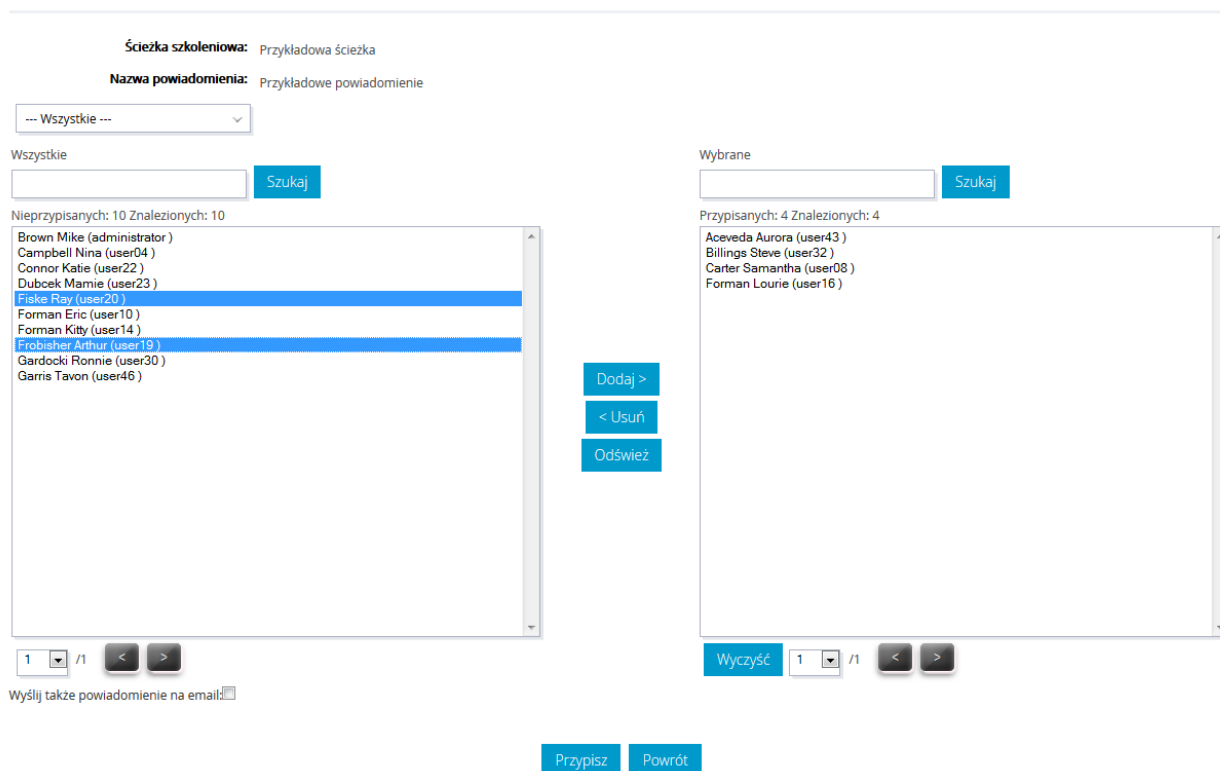 Ścieżka szkoleniowa: Przykładowa ścieżka
Nazwa powiadomienia: Przykładowe powiadomienie
--- Wszystkie ---
Wszystkie
Szukaj
Nieprzypisanych: 10 Znalezionych: 10
Brown Mike (administrator )
Campbell Nina (user04 )
Connor Katie (user22 )
Dubcek Mamie (user23 )
Fiske Ray (user20 )
Forman Eric (user10 )
Forman Kitty (user14 )
Frobisher Arthur (user19 )
Gardocki Ronnie (user30 )
Garris Tavon (user46 )
1 /1 < >
Wyślij także powiadomienie na email:
Dodaj >
< Usuń
Odśwież
Wybrane
Szukaj
Przypisanych: 4 Znalezionych: 4
Aceveda Aurora (user43 )
Billings Steve (user32 )
Carter Samantha (user08 )
Forman Lourie (user16 )
Wyczyść 1 /1 < >
Przypisz Powrót